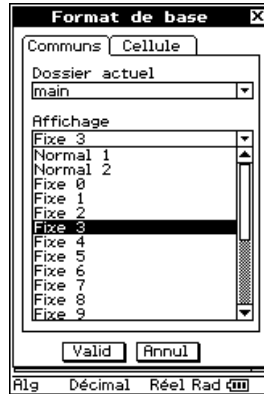 Format de base
Communs Cellule
Dossier actuel
main
Affichage
Fixe 3
Normal 1
Normal 2
Fixe 0
Fixe 1
Fixe 2
Fixe 3
Fixe 4
Fixe 5
Fixe 6
Fixe 7
Fixe 8
Fixe 9
Valid Annul
Alg Décimal Réel Rad